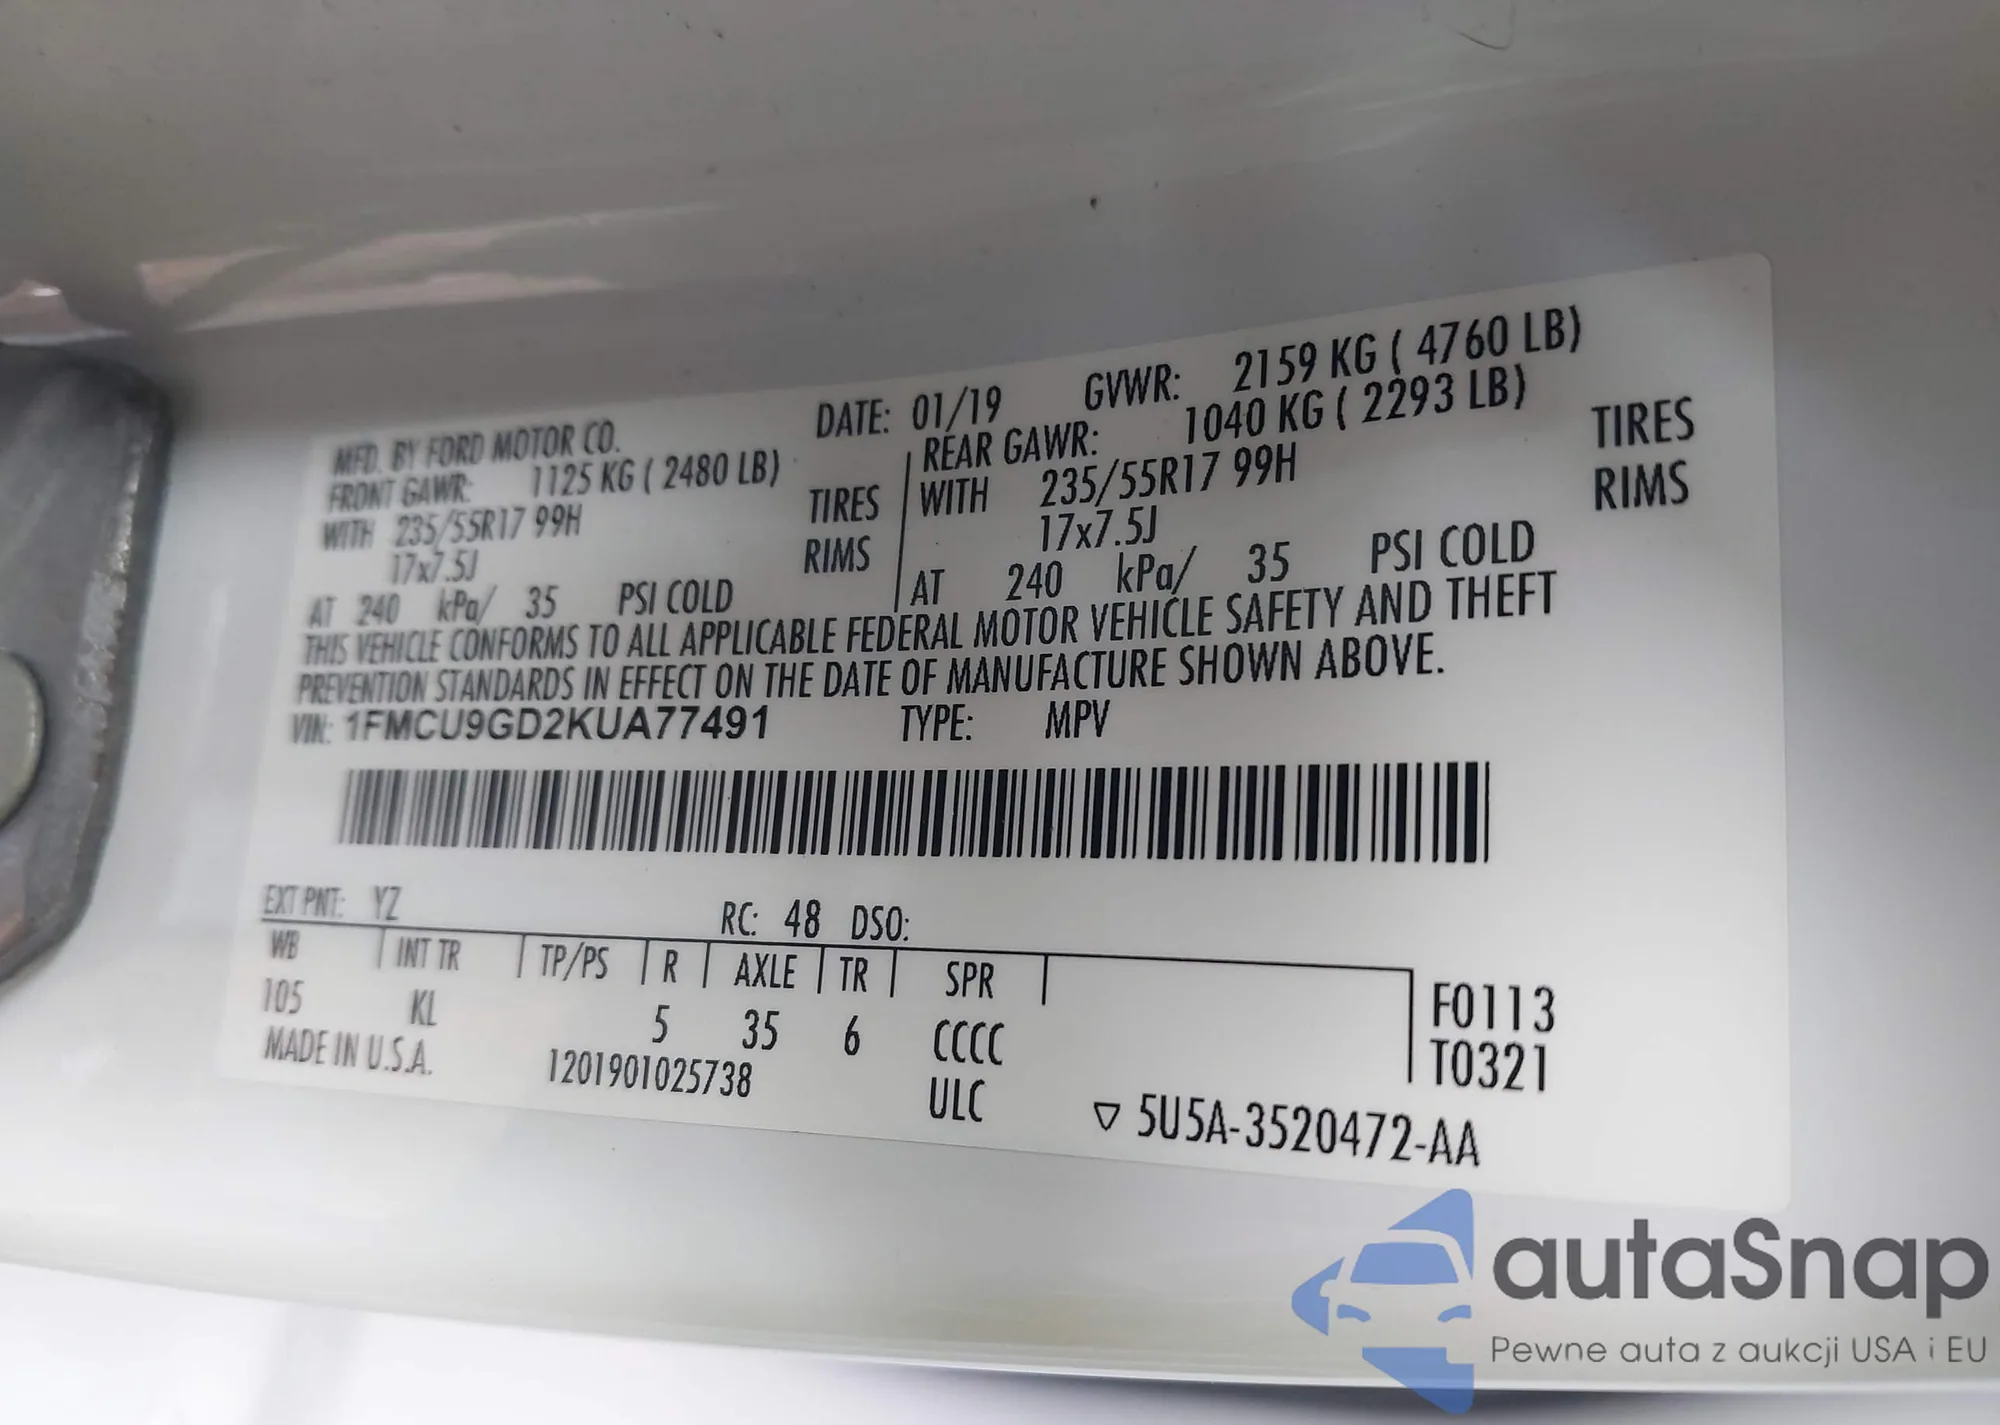 MFD. BY FORD MOTOR CO. DATE: 01/19 GVWR: 2159 KG ( 4760 LB)
FRONT GAWR: 1125 KG ( 2480 LB) REAR GAWR: 1040 KG ( 2293 LB)
WITH 235/55R17 99H TIRES WITH 235/55R17 99H TIRES
17x7.5J RIMS 17x7.5J RIMS
AT 240 kPa/ 35 PSI COLD AT 240 kPa/ 35 PSI COLD
THIS VEHICLE CONFORMS TO ALL APPLICABLE FEDERAL MOTOR VEHICLE SAFETY AND THEFT
PREVENTION STANDARDS IN EFFECT ON THE DATE OF MANUFACTURE SHOWN ABOVE.
VIN: 1FMCU9GD2KUA77491 TYPE: MPV
EXT PNT: YZ RC: 48 DSO:
WB INT TR TP/PS R AXLE TR SPR
105 KL 5 35 6 CCCC F0113
MADE IN U.S.A. 1201901025738 ULC T0321
▽ 5U5A-3520472-AA
autaSnap
Pewne auta z aukcji USA i EU